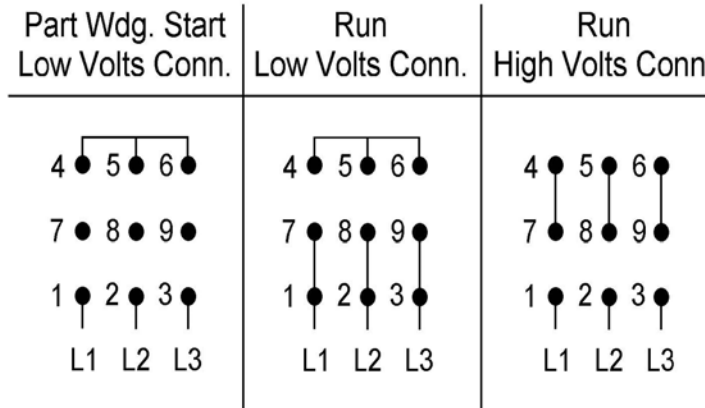 Part Wdg. Start
Low Volts Conn.
Run
Low Volts Conn.
Run
High Volts Conn
4 5 6
7 8 9
1 2 3
L1 L2 L3
4 5 6
7 8 9
1 2 3
L1 L2 L3
4 5 6
7 8 9
1 2 3
L1 L2 L3